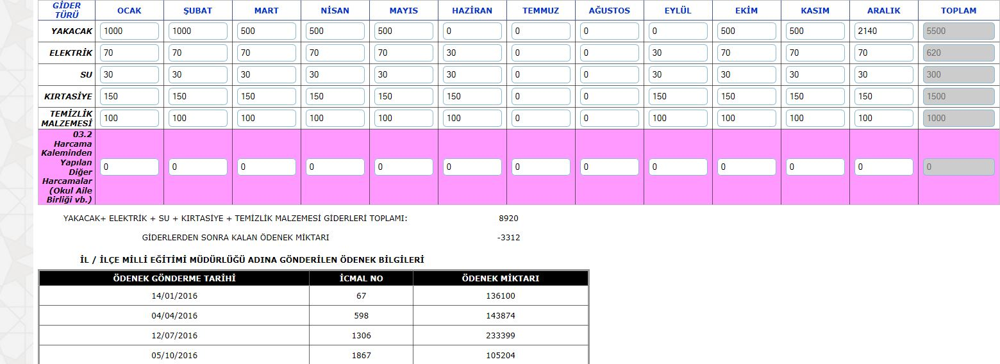 GİDER TÜRÜ OCAK ŞUBAT MART NİSAN MAYIS HAZİRAN TEMMUZ AĞUSTOS EYLÜL EKİM KASIM ARALIK TOPLAM
YAKACAK 1000 1000 500 500 500 0 0 0 0 500 500 2140 5500
ELEKTRİK 70 70 70 70 70 30 0 0 30 70 70 70 620
SU 30 30 30 30 30 30 0 0 30 30 30 30 300
KIRTASİYE 150 150 150 150 150 150 0 0 150 150 150 150 1500
TEMİZLİK MALZEMESİ 100 100 100 100 100 100 0 0 100 100 100 100 1000
03.2
Harcama
Kaleminden
Yapılan
Diğer
Harcamalar
(Okul Aile
Birliği vb.)
0 0 0 0 0 0 0 0 0 0 0 0 0
YAKACAK+ ELEKTRİK + SU + KIRTASİYE + TEMİZLİK MALZEMESİ GİDERLERİ TOPLAMI: 8920
GİDERLERDEN SONRA KALAN ÖDENEK MİKTARI -3312
İL / İLÇE MİLLİ EĞİTİMİ MÜDÜRLÜĞÜ ADINA GÖNDERİLEN ÖDENEK BİLGİLERİ
ÖDENEK GÖNDERME TARİHİ İCMAL NO ÖDENEK MİKTARI
14/01/2016 67 136100
04/04/2016 598 143874
12/07/2016 1306 233399
05/10/2016 1867 105204